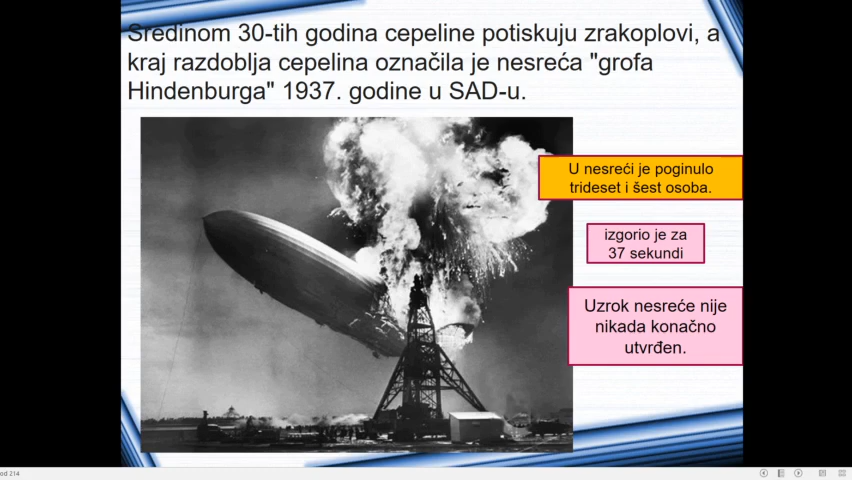 Sredinom 30-tih godina cepeline potiskuju zrakoplovi, a
kraj razdoblja cepelina označila je nesreća "grofa
Hindenburga" 1937. godine u SAD-u.
U nesreći je poginulo
trideset i šest osoba.
izgorio je za
37 sekundi
Uzrok nesreće nije
nikada konačno
utvrđen.
od 214